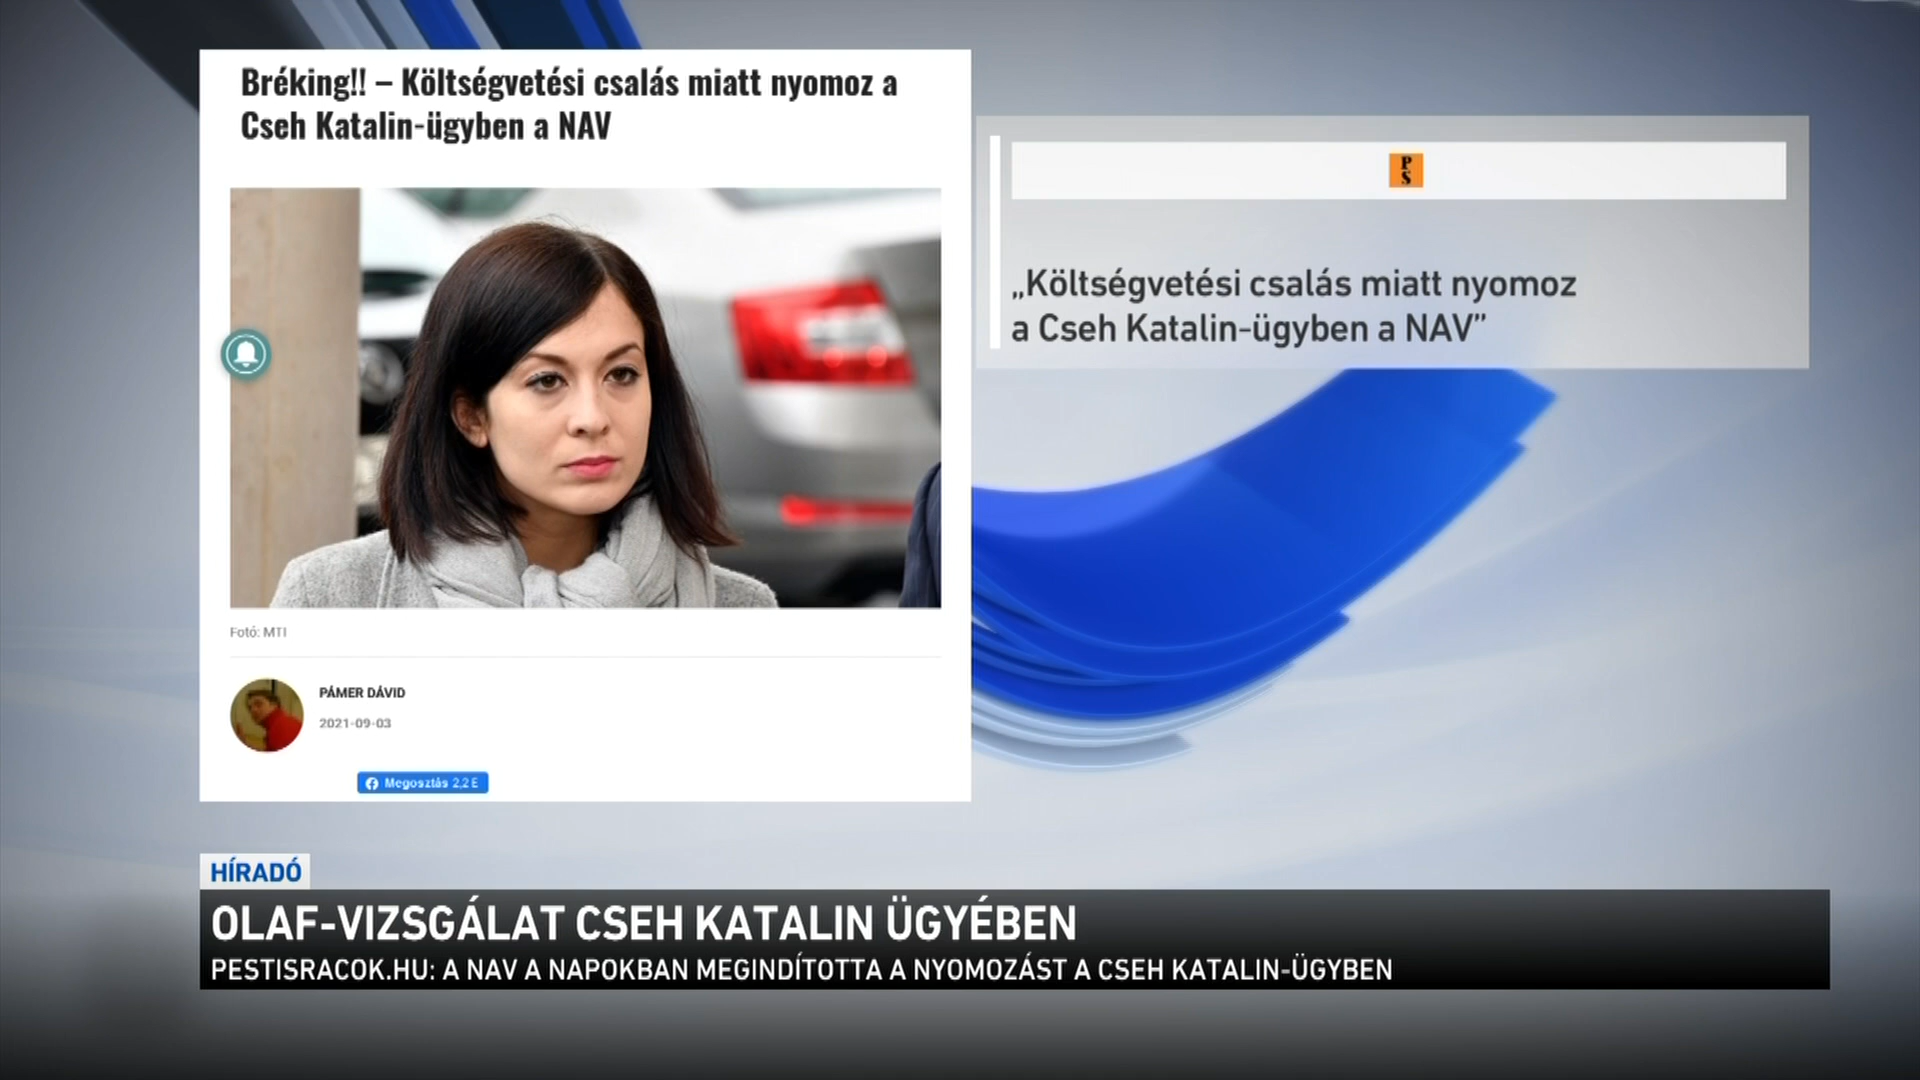 Bréking!! – Költségvetési csalás miatt nyomoz a
Cseh Katalin-ügyben a NAV
P
S
„Költségvetési csalás miatt nyomoz
a Cseh Katalin-ügyben a NAV”
Fotó: MTI
PÁMER DÁVID
2021-09-03
Megosztás 2,2 E
HÍRADÓ
OLAF-VIZSGÁLAT CSEH KATALIN ÜGYÉBEN
PESTISRACOK.HU: A NAV A NAPOKBAN MEGINDÍTOTTA A NYOMOZÁST A CSEH KATALIN-ÜGYBEN